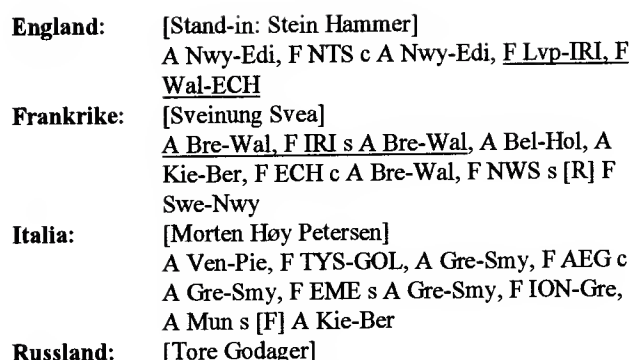 England: [Stand-in: Stein Hammer]
A Nwy-Edi, F NTS c A Nwy-Edi, F Lvp-IRI, F
Wal-ECH
Frankrike: [Sveinung Svea]
A Bre-Wal, F IRI s A Bre-Wal, A Bel-Hol, A
Kie-Ber, F ECH c A Bre-Wal, F NWS s [R] F
Swe-Nwy
Italia: [Morten Høy Petersen]
A Ven-Pie, F TYS-GOL, A Gre-Smy, F AEG c
A Gre-Smy, F EME s A Gre-Smy, F ION-Gre,
A Mun s [F] A Kie-Ber
Russland: [Tore Godager]